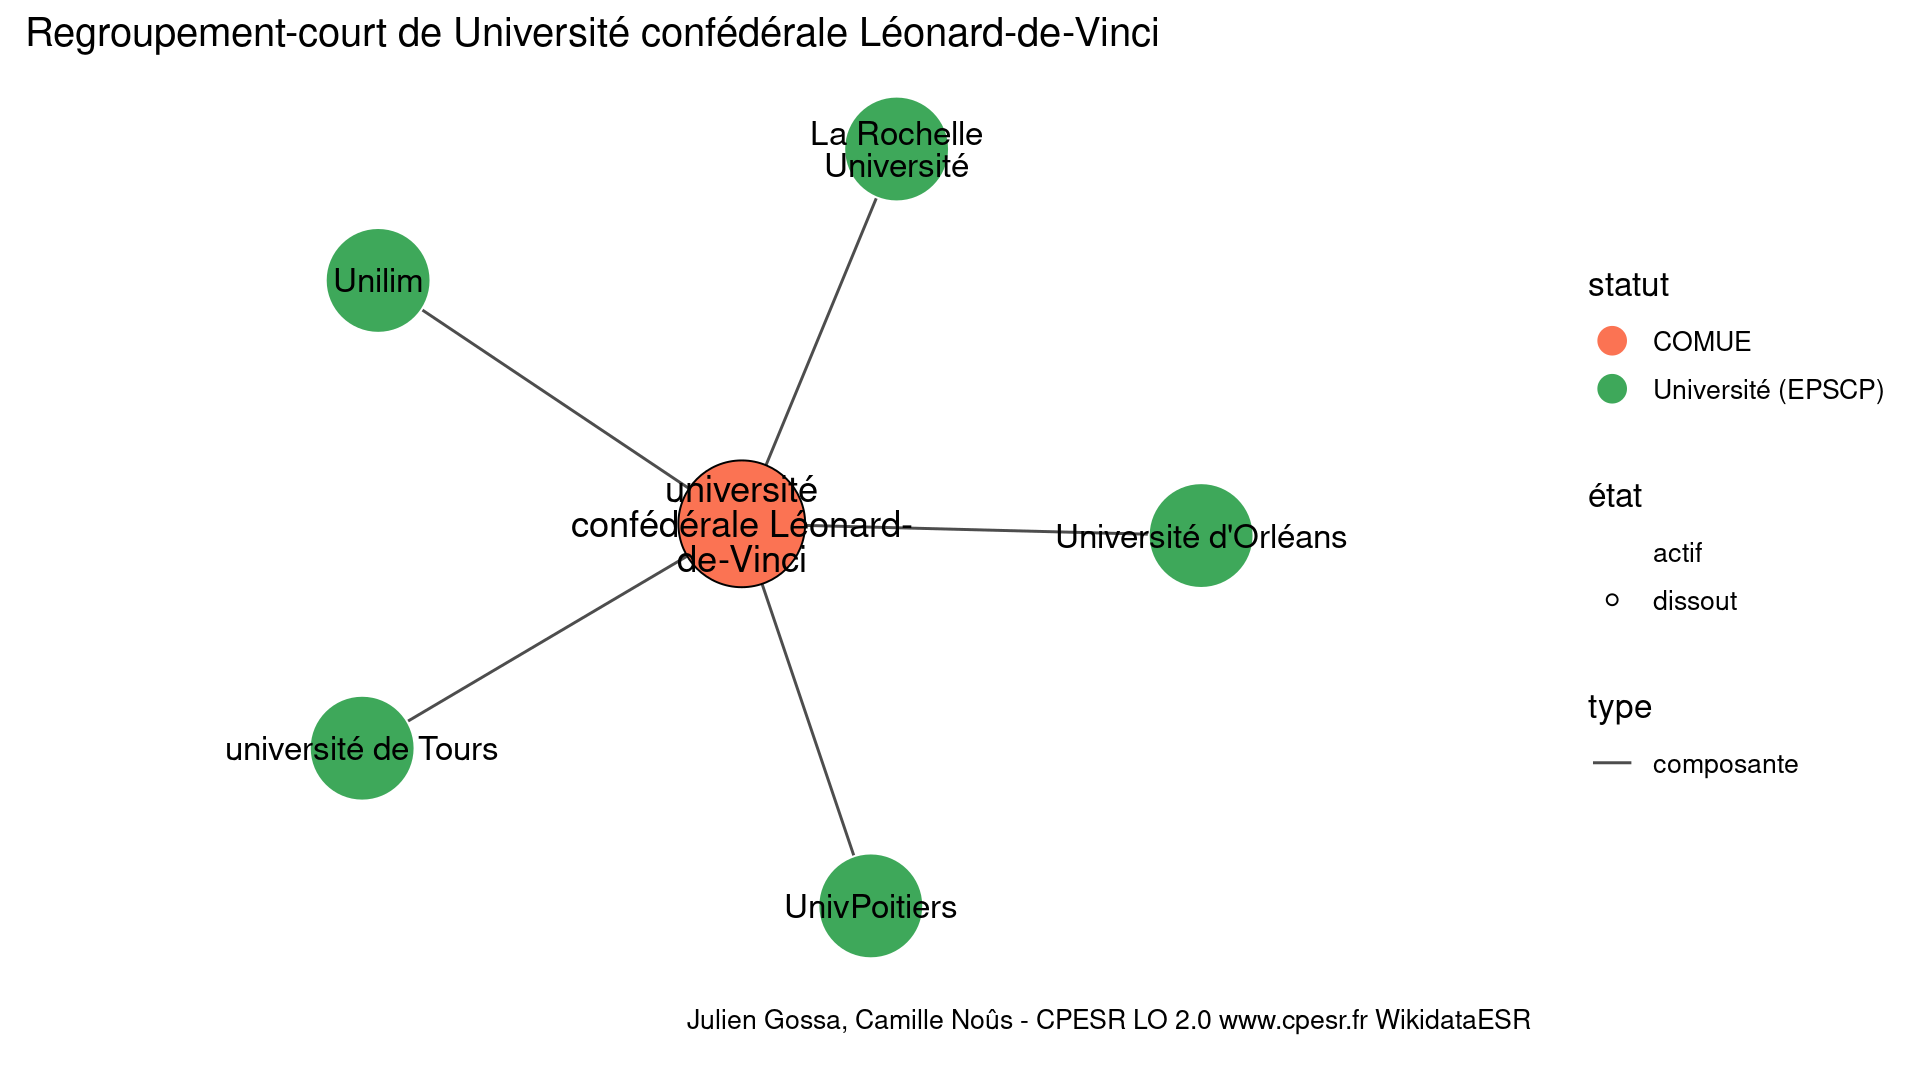 Regroupement-court de Université confédérale Léonard-de-Vinci
La Rochelle
Université
Unilim
université
confédérale Léonard-
de-Vinci
Université d'Orléans
université de Tours
UnivPoitiers
statut
COMUE
Université (EPSCP)
état
actif
dissout
type
composante
Julien Gossa, Camille Noûs - CPESR LO 2.0 www.cpesr.fr WikidataESR